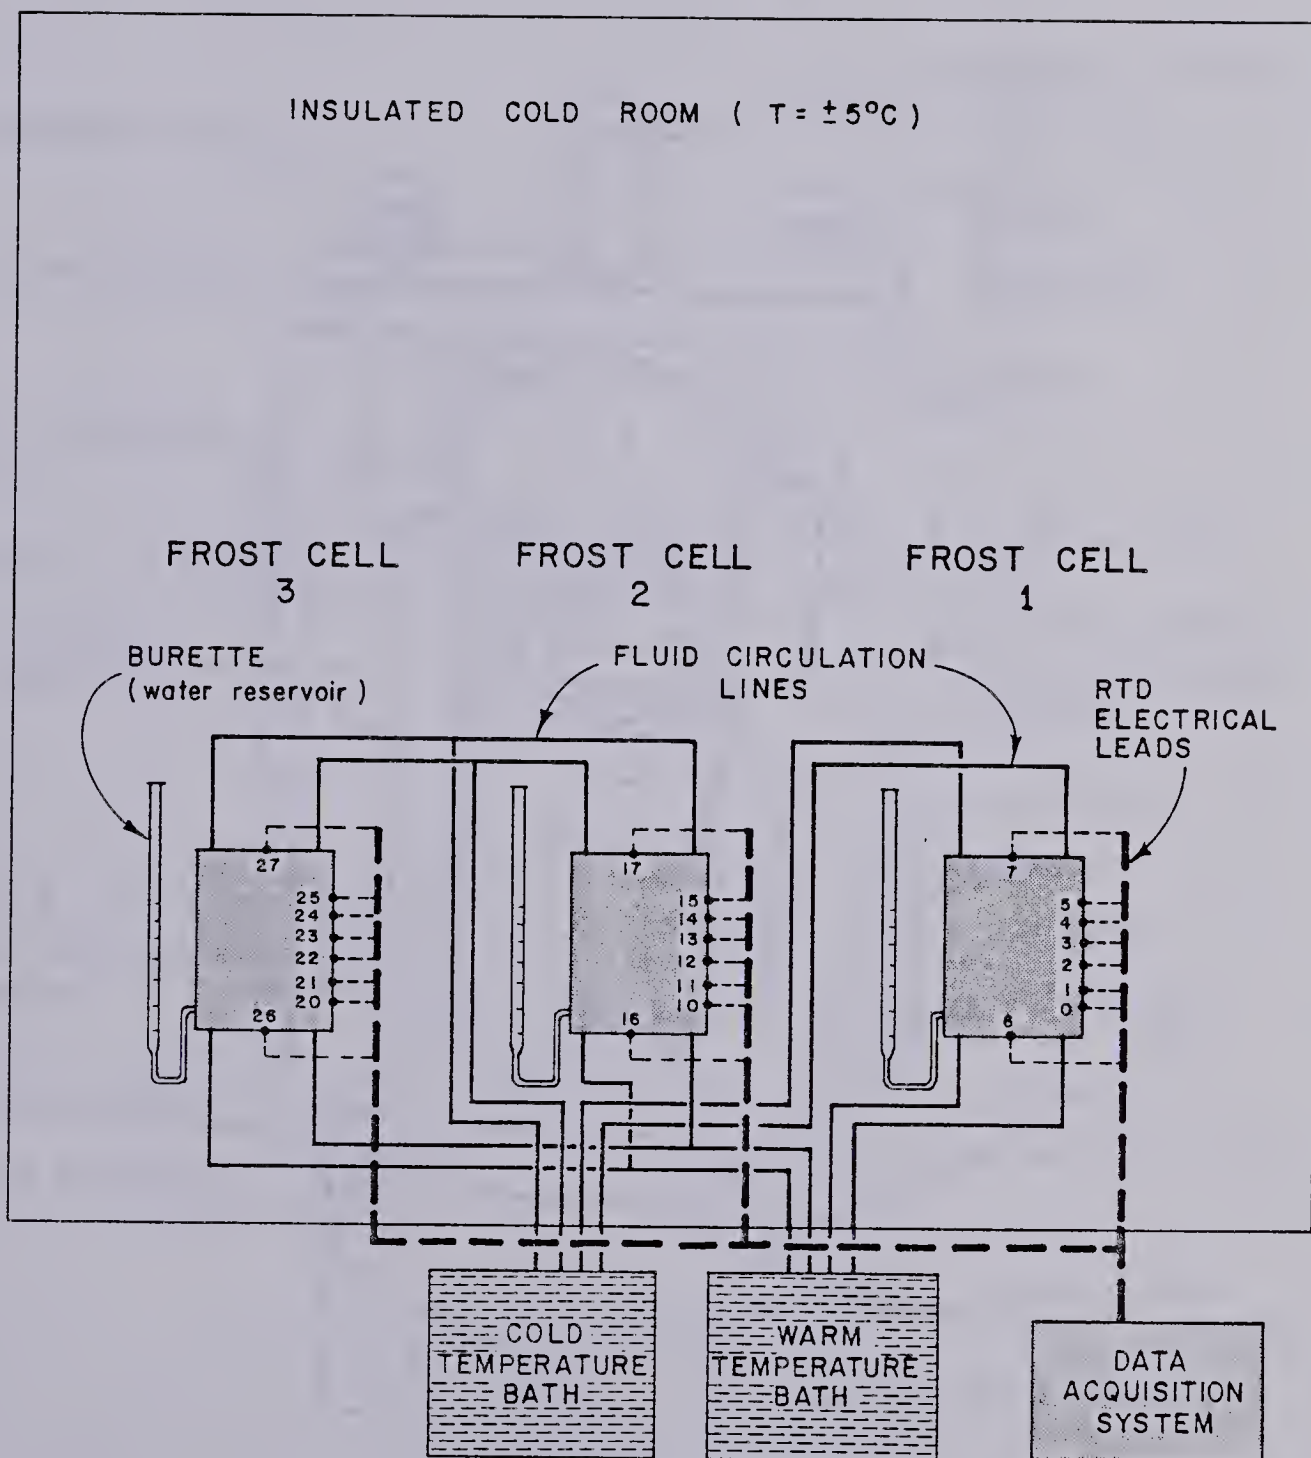 INSULATED COLD ROOM ( T = ±5°C )
FROST CELL
3
FROST CELL
2
FROST CELL
1
BURETTE
(water reservoir)
FLUID CIRCULATION
LINES
RTD
ELECTRICAL
LEADS
27
25
24
23
22
21
20
26
17
15
14
13
12
11
10
16
7
5
4
3
2
1
0
6
COLD
TEMPERATURE
BATH
WARM
TEMPERATURE
BATH
DATA
ACQUISITION
SYSTEM